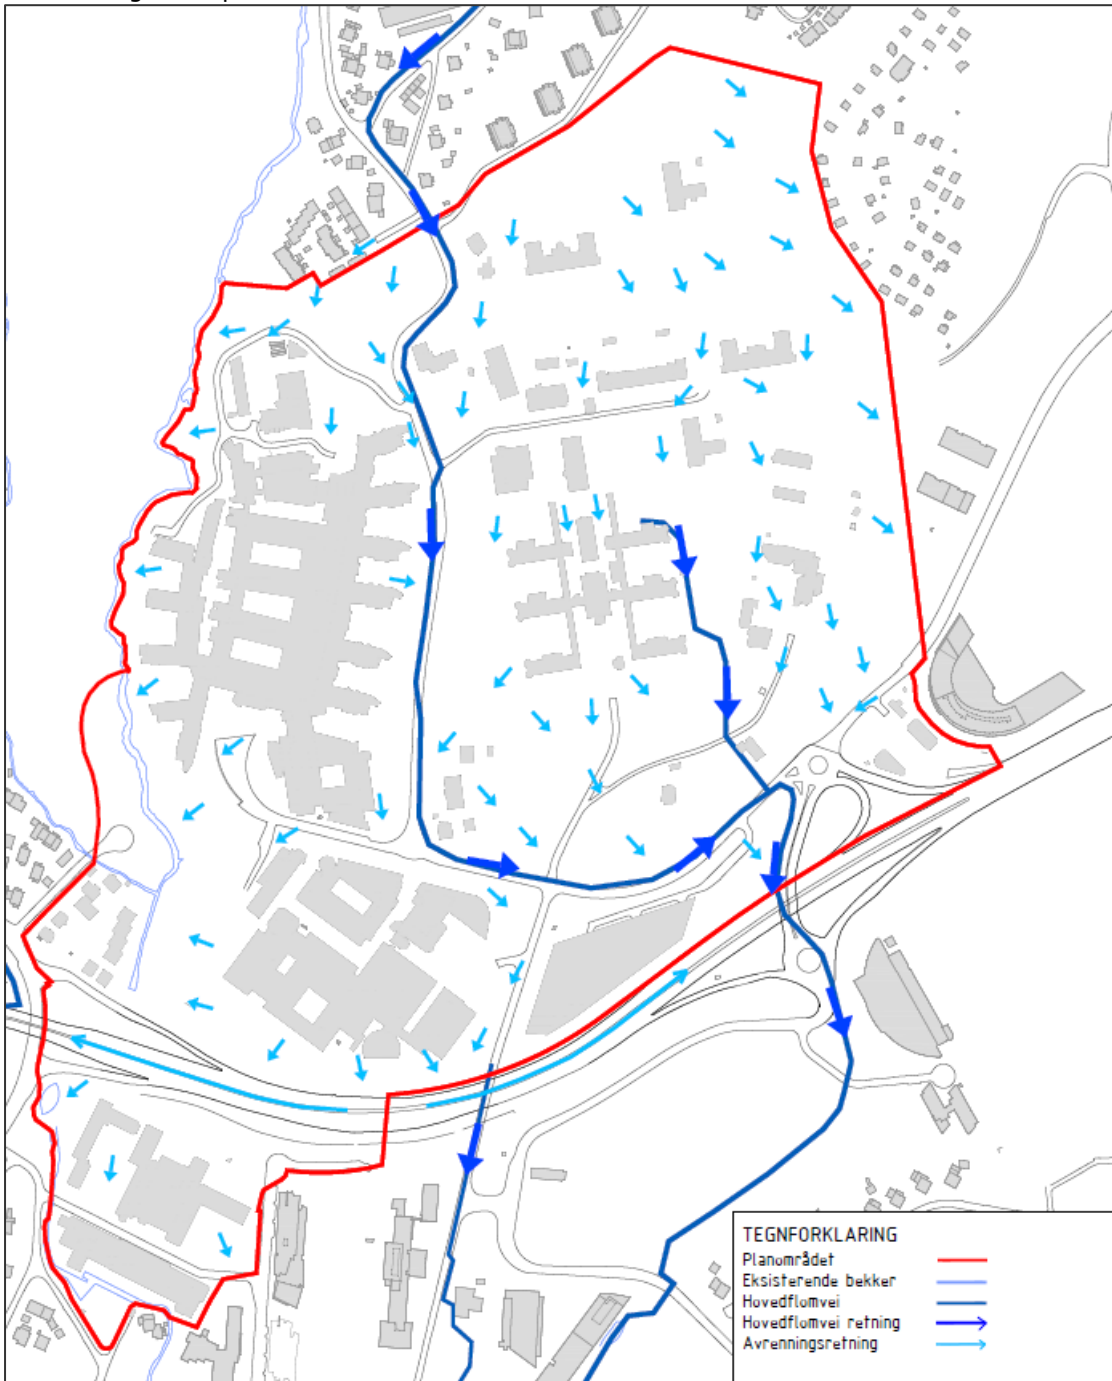 TEGNFORKLARING
Planområdet
Eksisterende bekker
Hovedflomvei
Hovedflomvei retning
Avrenningsretning